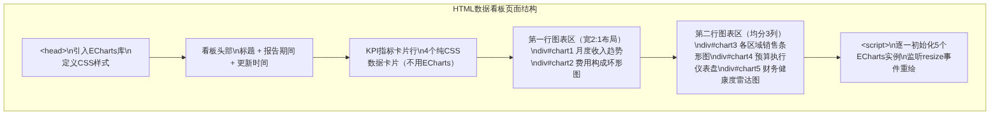 HTML数据看板页面结构
<head>\n引入ECharts库\n
定义CSS样式
看板头部\n标题 + 报告期间
+ 更新时间
KPI指标卡片行\n4个纯CSS
数据卡片（不用ECharts）
第一行图表区（宽2:1布局）
\ndiv#chart1 月度收入趋势
\ndiv#chart2 费用构成环形
图
第二行图表区（均分3列）
\ndiv#chart3 各区域销售条
形图\ndiv#chart4 预算执行
仪表盘\ndiv#chart5 财务健
康度雷达图
<script>\n逐一初始化5个
ECharts实例\n监听resize事
件重绘